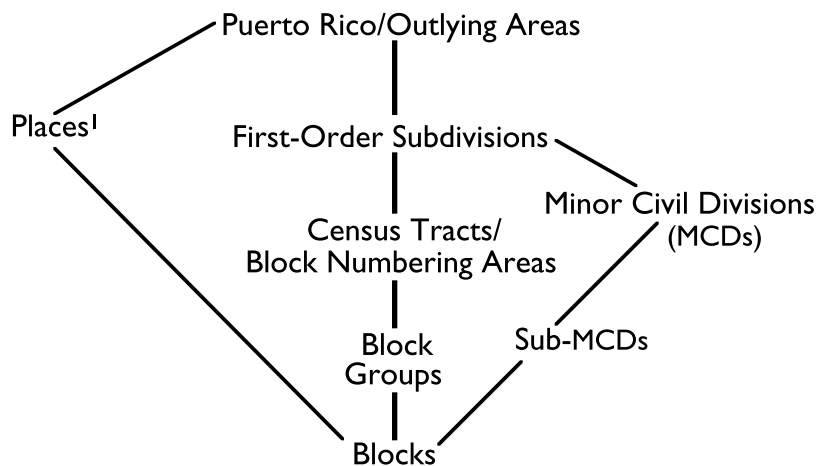 Puerto Rico/Outlying Areas
Places¹
First-Order Subdivisions
Minor Civil Divisions
(MCDs)
Census Tracts/
Block Numbering Areas
Sub-MCDs
Block
Groups
Blocks